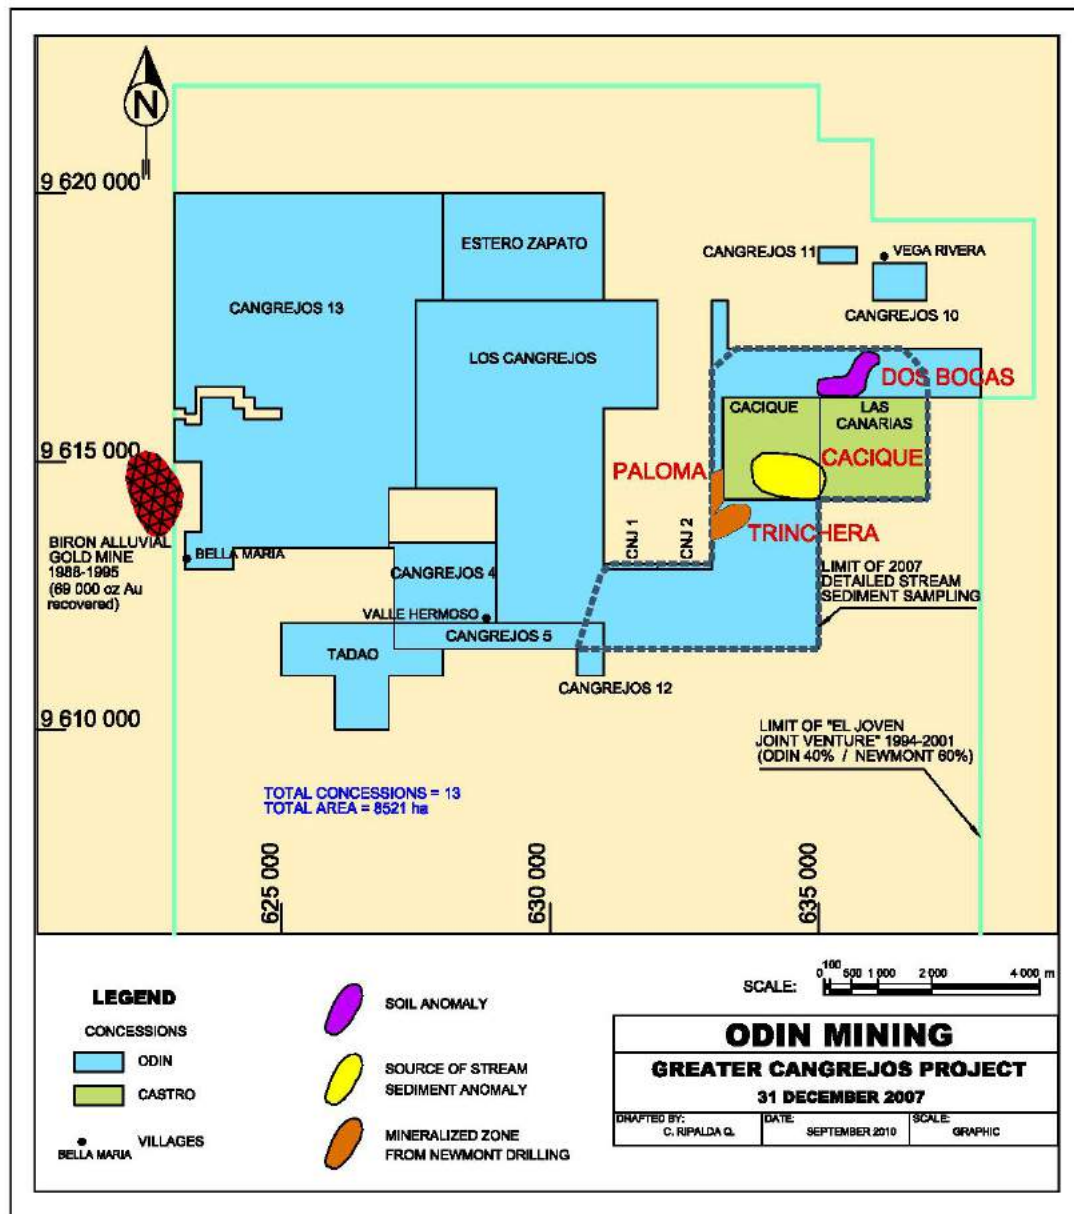 N
9 620 000
ESTERO ZAPATO
CANGREJOS 11
VEGA RIVERA
CANGREJOS 13
CANGREJOS 10
LOS CANGREJOS
DOS BOCAS
CACIQUE
LAS
CANARIAS
9 615 000
PALOMA
CACIQUE
TRINCHERA
CNJ 1
CNJ 2
BIRON ALLUVIAL
GOLD MINE
1988-1995
(69 000 oz Au
recovered)
BELLA MARIA
CANGREJOS 4
LIMIT OF 2007
DETAILED STREAM
SEDIMENT SAMPLING
VALLE HERMOSO
CANGREJOS 5
TADAO
CANGREJOS 12
9 610 000
LIMIT OF "EL JOVEN
JOINT VENTURE" 1994-2001
(ODIN 40% / NEWMONT 60%)
TOTAL CONCESSIONS = 13
TOTAL AREA = 8521 ha
625 000
630 000
635 000
LEGEND
CONCESSIONS
ODIN
CASTRO
VILLAGES
BELLA MARIA
SOIL ANOMALY
SOURCE OF STREAM
SEDIMENT ANOMALY
MINERALIZED ZONE
FROM NEWMONT DRILLING
SCALE:
0 100 500 1 000 2 000 4 000 m
ODIN MINING
GREATER CANGREJOS PROJECT
31 DECEMBER 2007
DRAFTED BY:
C. RIPALDA Q.
DATE:
SEPTEMBER 2010
SCALE:
GRAPHIC